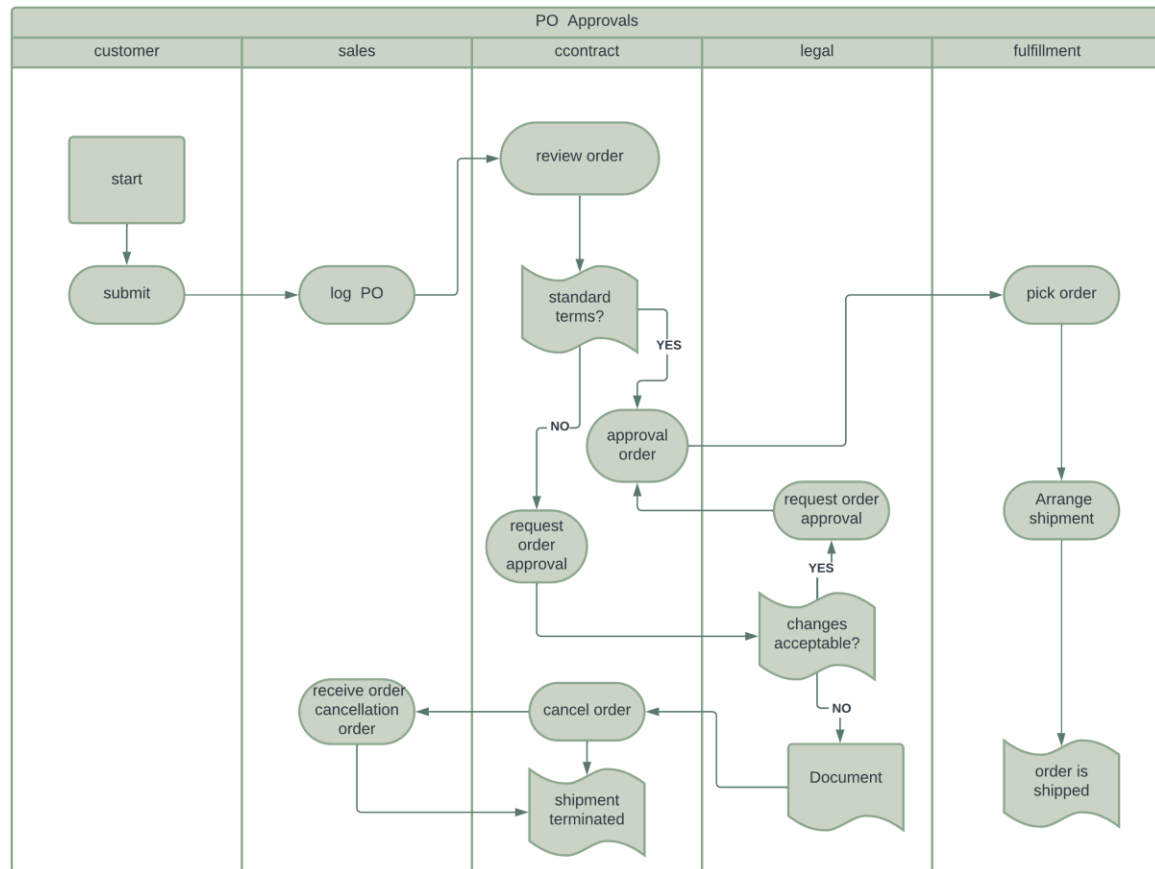 PO Approvals
customer
sales
ccontract
legal
fulfillment
start
review order
submit
log PO
standard
terms?
pick order
YES
NO
approval
order
request
order
approval
request order
approval
Arrange
shipment
YES
changes
acceptable?
receive order
cancellation
order
cancel order
NO
Document
shipment
terminated
order is
shipped